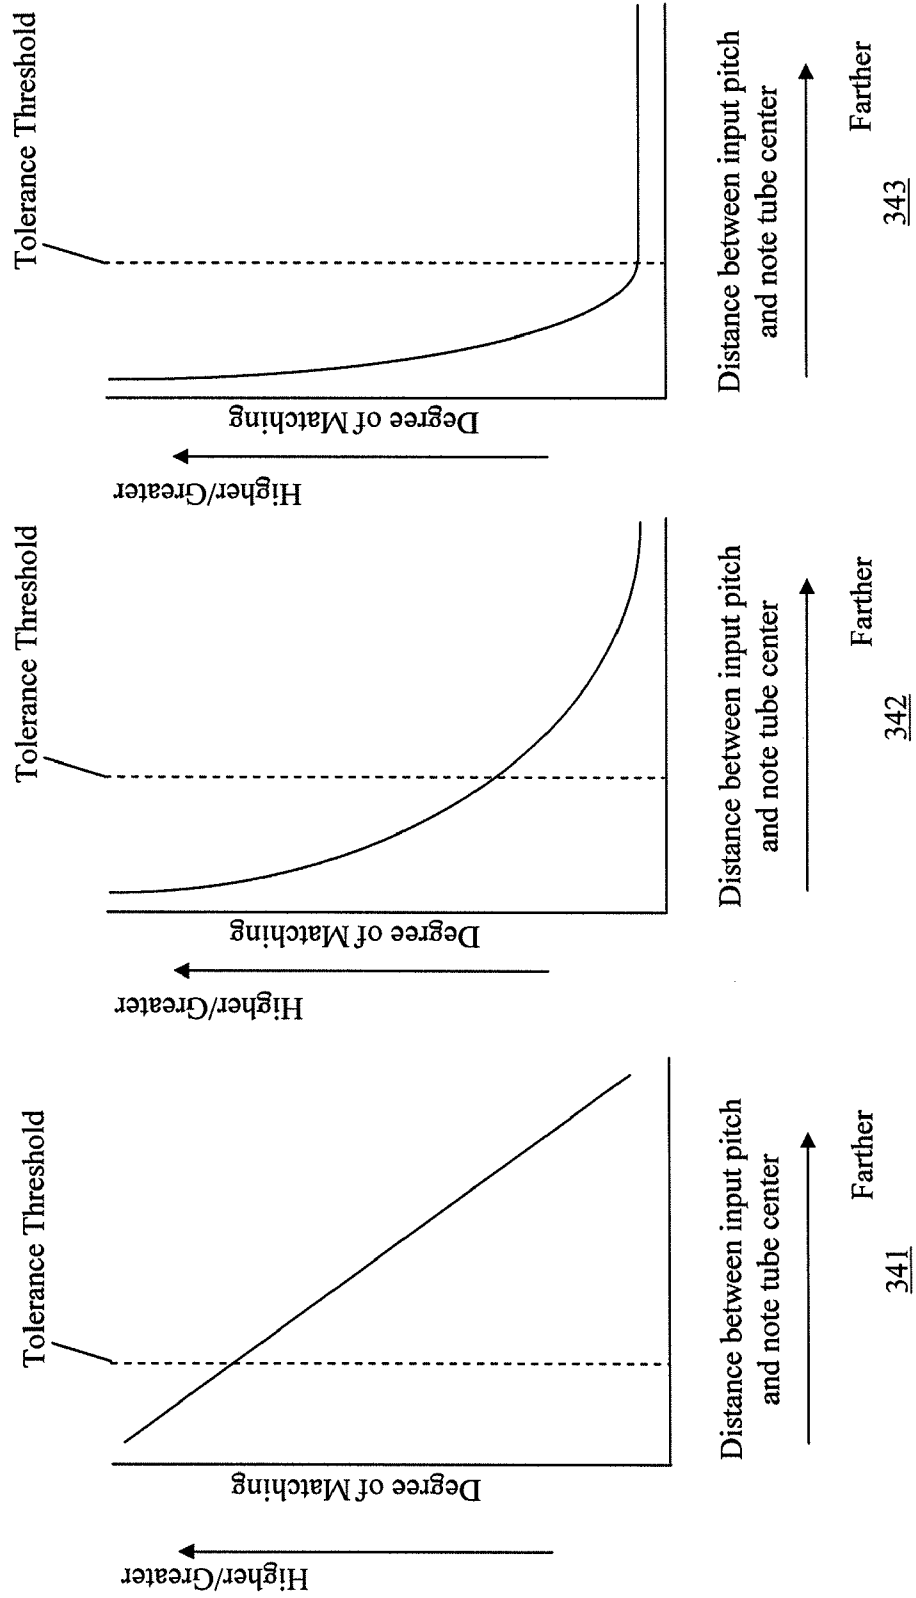 Tolerance Threshold
Higher/Greater
Degree of Matching
Distance between input pitch
and note tube center
Farther
341
Tolerance Threshold
Higher/Greater
Degree of Matching
Distance between input pitch
and note tube center
Farther
342
Tolerance Threshold
Higher/Greater
Degree of Matching
Distance between input pitch
and note tube center
Farther
343